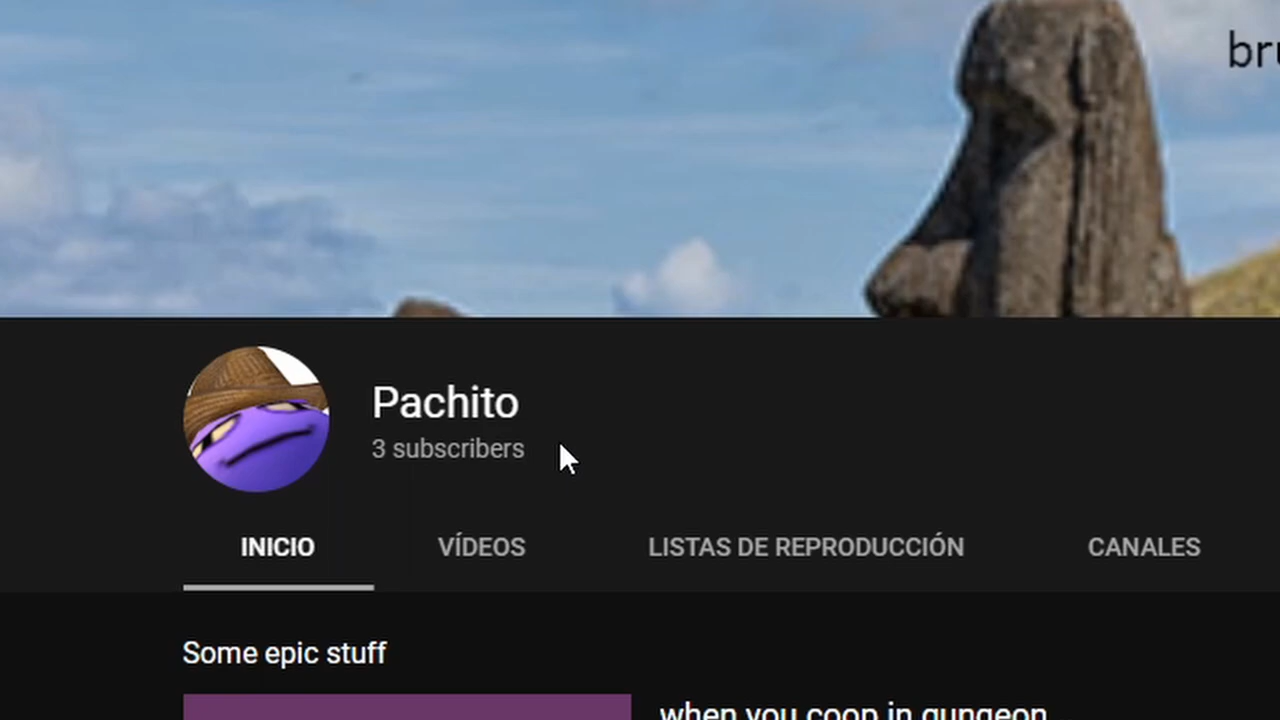 Pachito
3 subscribers
INICIO VÍDEOS LISTAS DE REPRODUCCIÓN CANALES
Some epic stuff
when you coop in gungeon